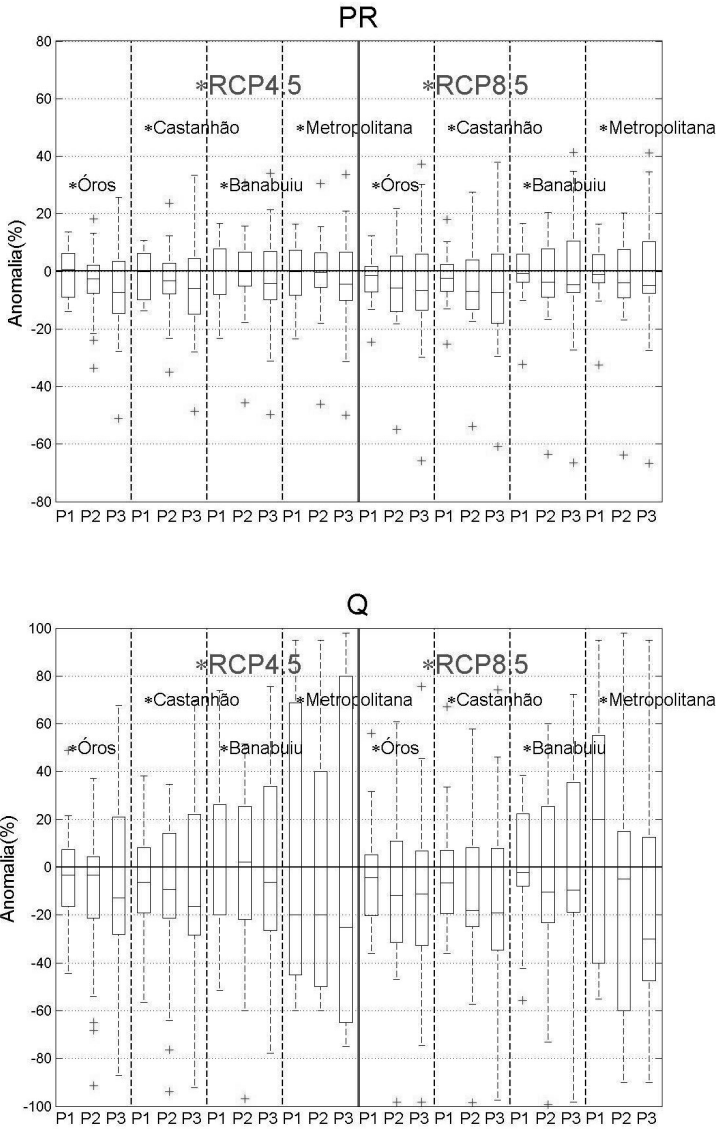 PR
80
60
40
20
0
-20
-40
-60
-80
Anomalia(%)
*RCP4.5
*RCP8.5
*Castanhão
*Metropolitana
*Castanhão
*Metropolitana
*Óros
*Banabuiu
*Óros
*Banabuiu
P1 P2 P3 P1 P2 P3 P1 P2 P3 P1 P2 P3 P1 P2 P3 P1 P2 P3 P1 P2 P3 P1 P2 P3
Q
100
80
60
40
20
0
-20
-40
-60
-80
-100
Anomalia(%)
*RCP4.5
*RCP8.5
*Castanhão
*Metropolitana
*Castanhão
*Metropolitana
*Óros
*Banabuiu
*Óros
*Banabuiu
P1 P2 P3 P1 P2 P3 P1 P2 P3 P1 P2 P3 P1 P2 P3 P1 P2 P3 P1 P2 P3 P1 P2 P3